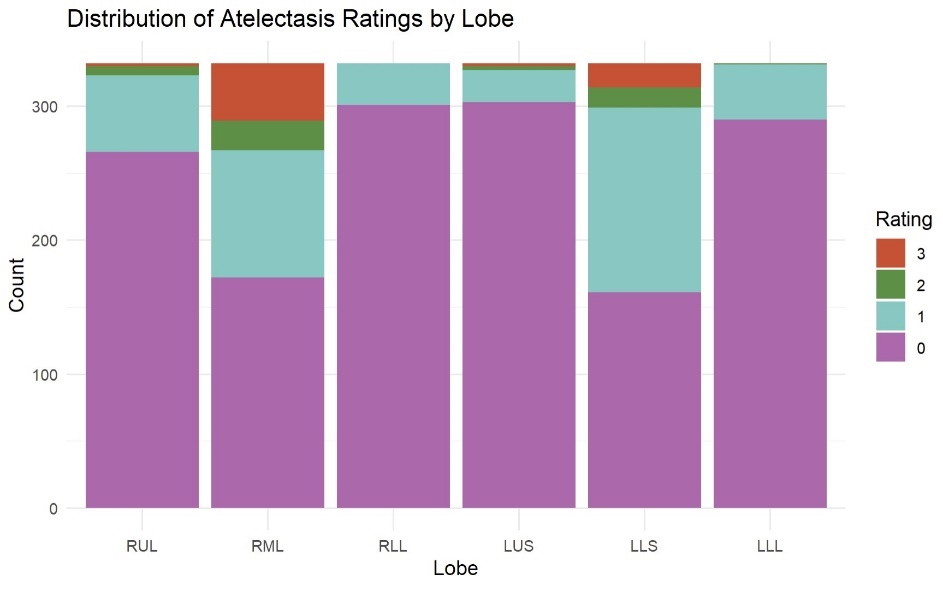 Distribution of Atelectasis Ratings by Lobe
Count
300
200
100
0
RUL RML RLL LUS LLS LLL
Lobe
Rating
3
2
1
0